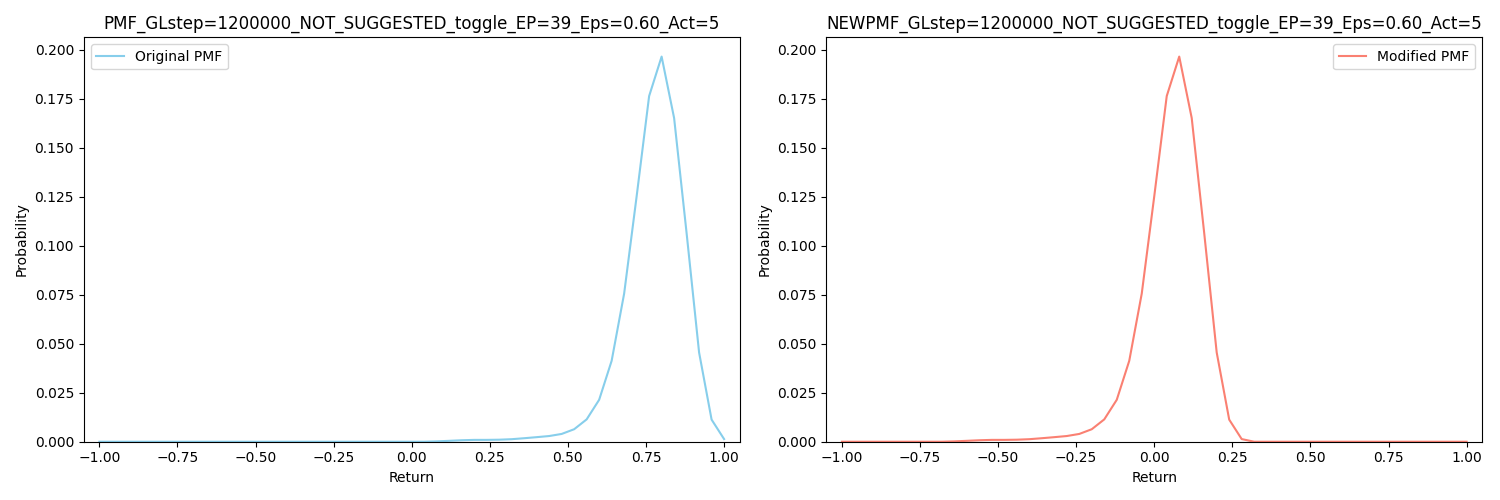 PMF_GLstep=1200000_NOT_SUGGESTED_toggle_EP=39_Eps=0.60_Act=5
Original PMF
0.200
0.175
0.150
0.125
0.100
0.075
0.050
0.025
0.000
Probability
−1.00 −0.75 −0.50 −0.25 0.00 0.25 0.50 0.75 1.00
Return
NEWPMF_GLstep=1200000_NOT_SUGGESTED_toggle_EP=39_Eps=0.60_Act=5
Modified PMF
0.200
0.175
0.150
0.125
0.100
0.075
0.050
0.025
0.000
Probability
−1.00 −0.75 −0.50 −0.25 0.00 0.25 0.50 0.75 1.00
Return